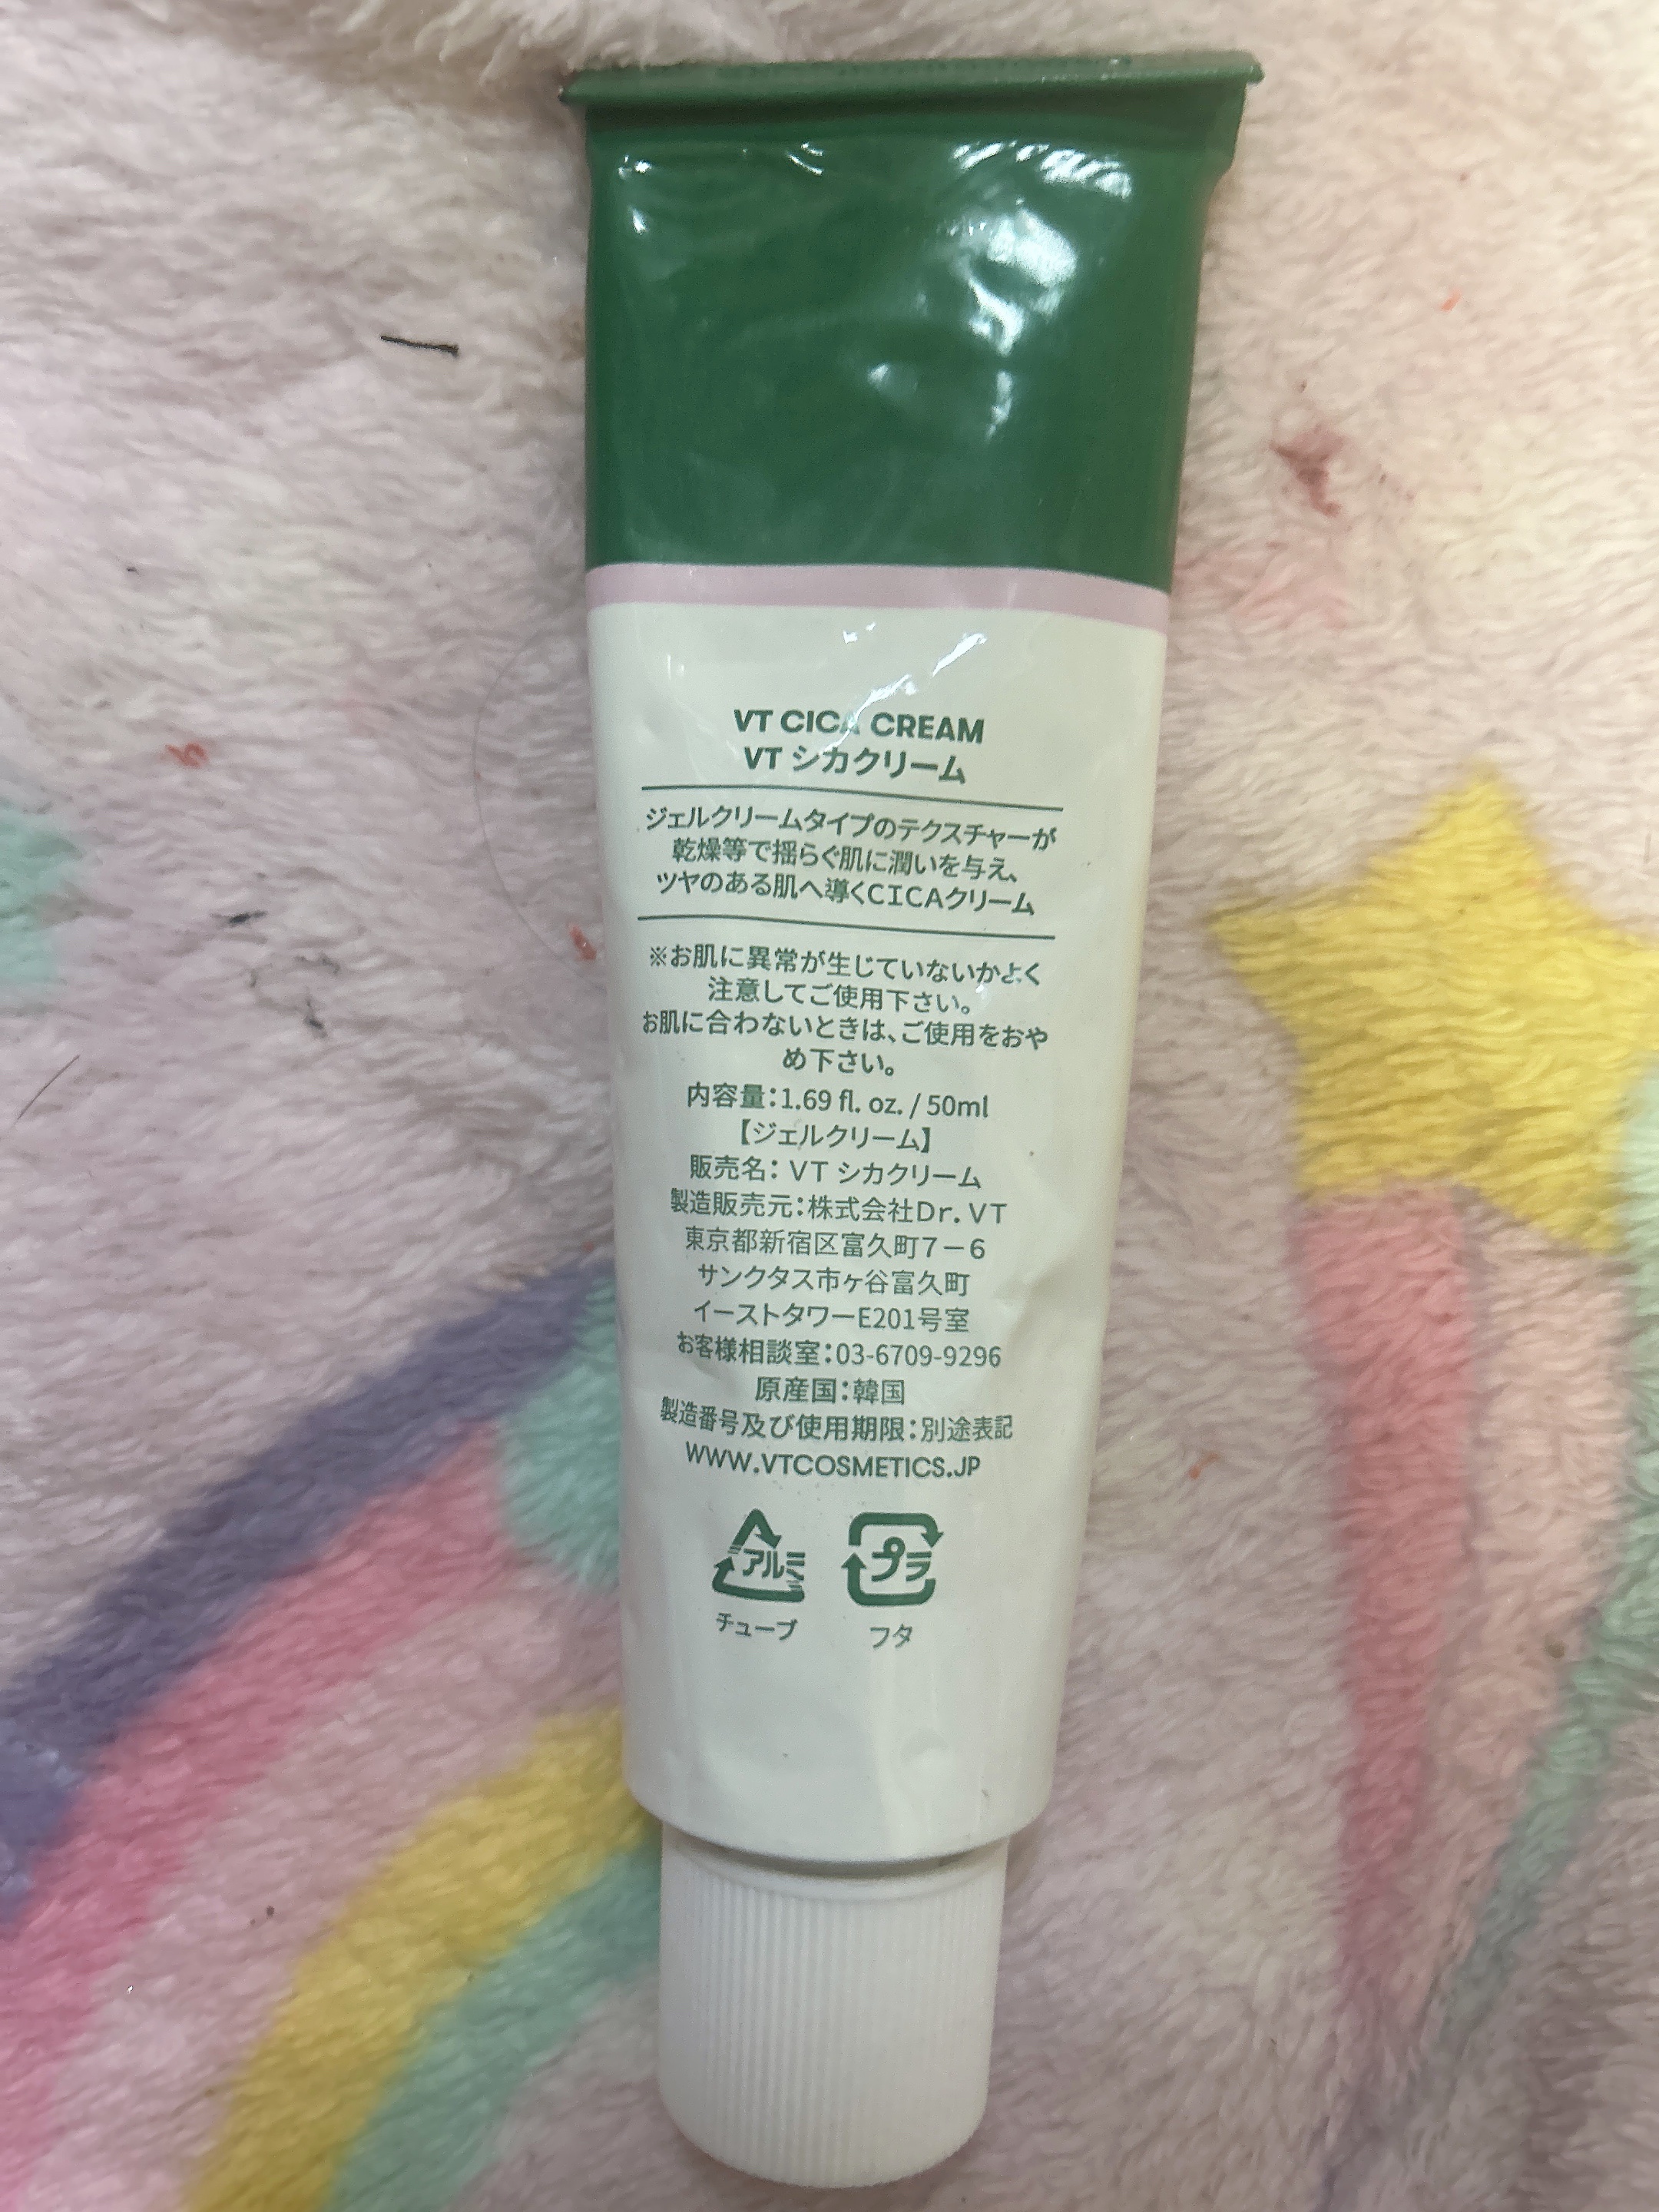 VT CICA CREAM
VT シカクリーム
ジェルクリームタイプのテクスチャーが
乾燥等で揺らぐ肌に潤いを与え、
ツヤのある肌へ導くCICAクリーム
※お肌に異常が生じていないかよく
注意してご使用下さい。
お肌に合わないときは、ご使用をおや
め下さい。
内容量：1.69 fl. oz. / 50ml
【ジェルクリーム】
販売名：VT シカクリーム
製造販売元：株式会社Dr.VT
東京都新宿区富久町7－6
サンクタス市ヶ谷富久町
イーストタワーE201号室
お客様相談室：03-6709-9296
原産国：韓国
製造番号及び使用期限：別途表記
WWW.VTCOSMETICS.JP
アルミ プラ
チューブ フタ